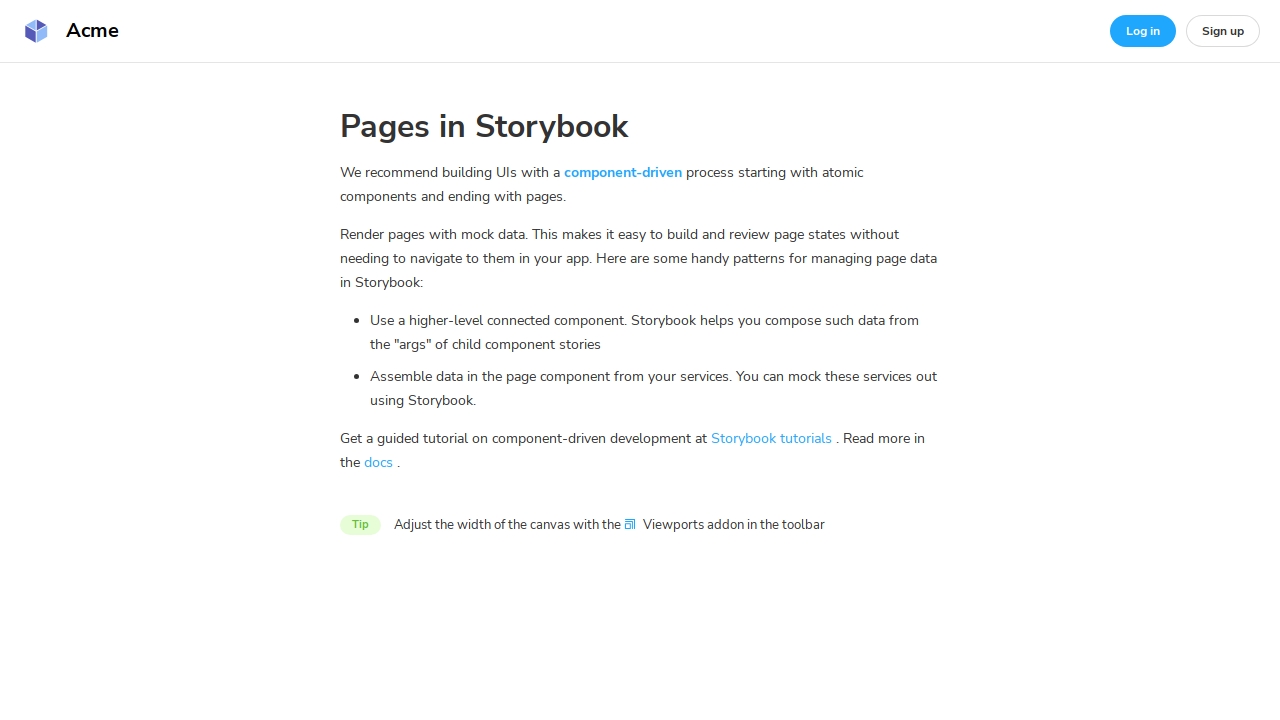 Acme
Log in
Sign up
Pages in Storybook
We recommend building UIs with a component-driven process starting with atomic
components and ending with pages.
Render pages with mock data. This makes it easy to build and review page states without
needing to navigate to them in your app. Here are some handy patterns for managing page data
in Storybook:
Use a higher-level connected component. Storybook helps you compose such data from
the "args" of child component stories
Assemble data in the page component from your services. You can mock these services out
using Storybook.
Get a guided tutorial on component-driven development at Storybook tutorials . Read more in
the docs .
Tip Adjust the width of the canvas with the Viewports addon in the toolbar